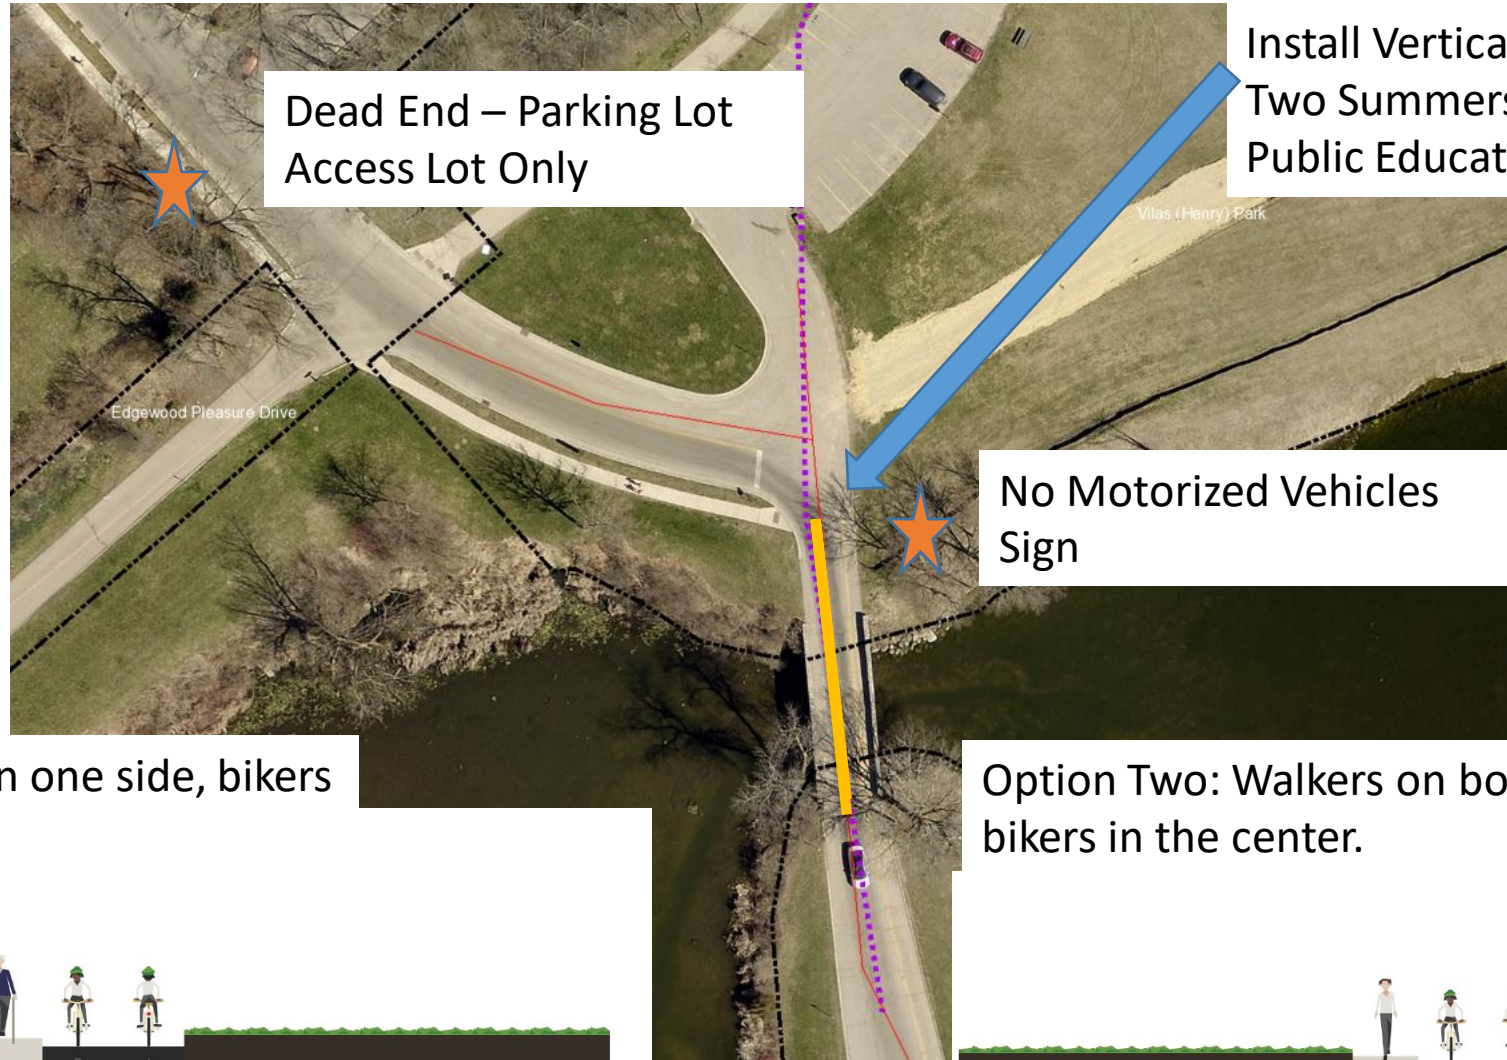 Install Vertica
Two Summers
Public Educat
Dead End – Parking Lot
Access Lot Only
Vilas (Henry) Park
Edgewood Pleasure Drive
No Motorized Vehicles
Sign
n one side, bikers
Option Two: Walkers on bo
bikers in the center.